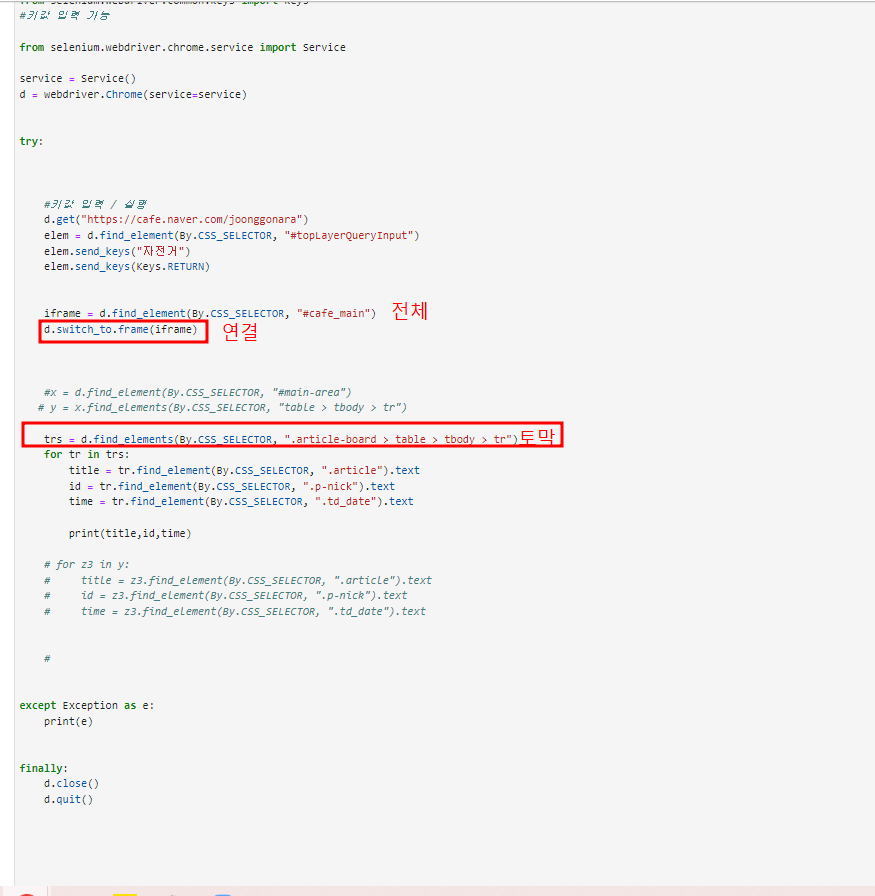 from selenium.webdriver.common.keys import Keys
#키값 입력 기능
from selenium.webdriver.chrome.service import Service
service = Service()
d = webdriver.Chrome(service=service)
try:
#키값 입력 / 실행
d.get("https://cafe.naver.com/joonggonara")
elem = d.find_element(By.CSS_SELECTOR, "#topLayerQueryInput")
elem.send_keys("자전거")
elem.send_keys(Keys.RETURN)
iframe = d.find_element(By.CSS_SELECTOR, "#cafe_main") 전체
d.switch_to.frame(iframe) 연결
#x = d.find_element(By.CSS_SELECTOR, "#main-area")
# y = x.find_elements(By.CSS_SELECTOR, "table > tbody > tr")
trs = d.find_elements(By.CSS_SELECTOR, ".article-board > table > tbody > tr") 토막
for tr in trs:
title = tr.find_element(By.CSS_SELECTOR, ".article").text
id = tr.find_element(By.CSS_SELECTOR, ".p-nick").text
time = tr.find_element(By.CSS_SELECTOR, ".td_date").text
print(title,id,time)
# for z3 in y:
# title = z3.find_element(By.CSS_SELECTOR, ".article").text
# id = z3.find_element(By.CSS_SELECTOR, ".p-nick").text
# time = z3.find_element(By.CSS_SELECTOR, ".td_date").text
#
except Exception as e:
print(e)
finally:
d.close()
d.quit()